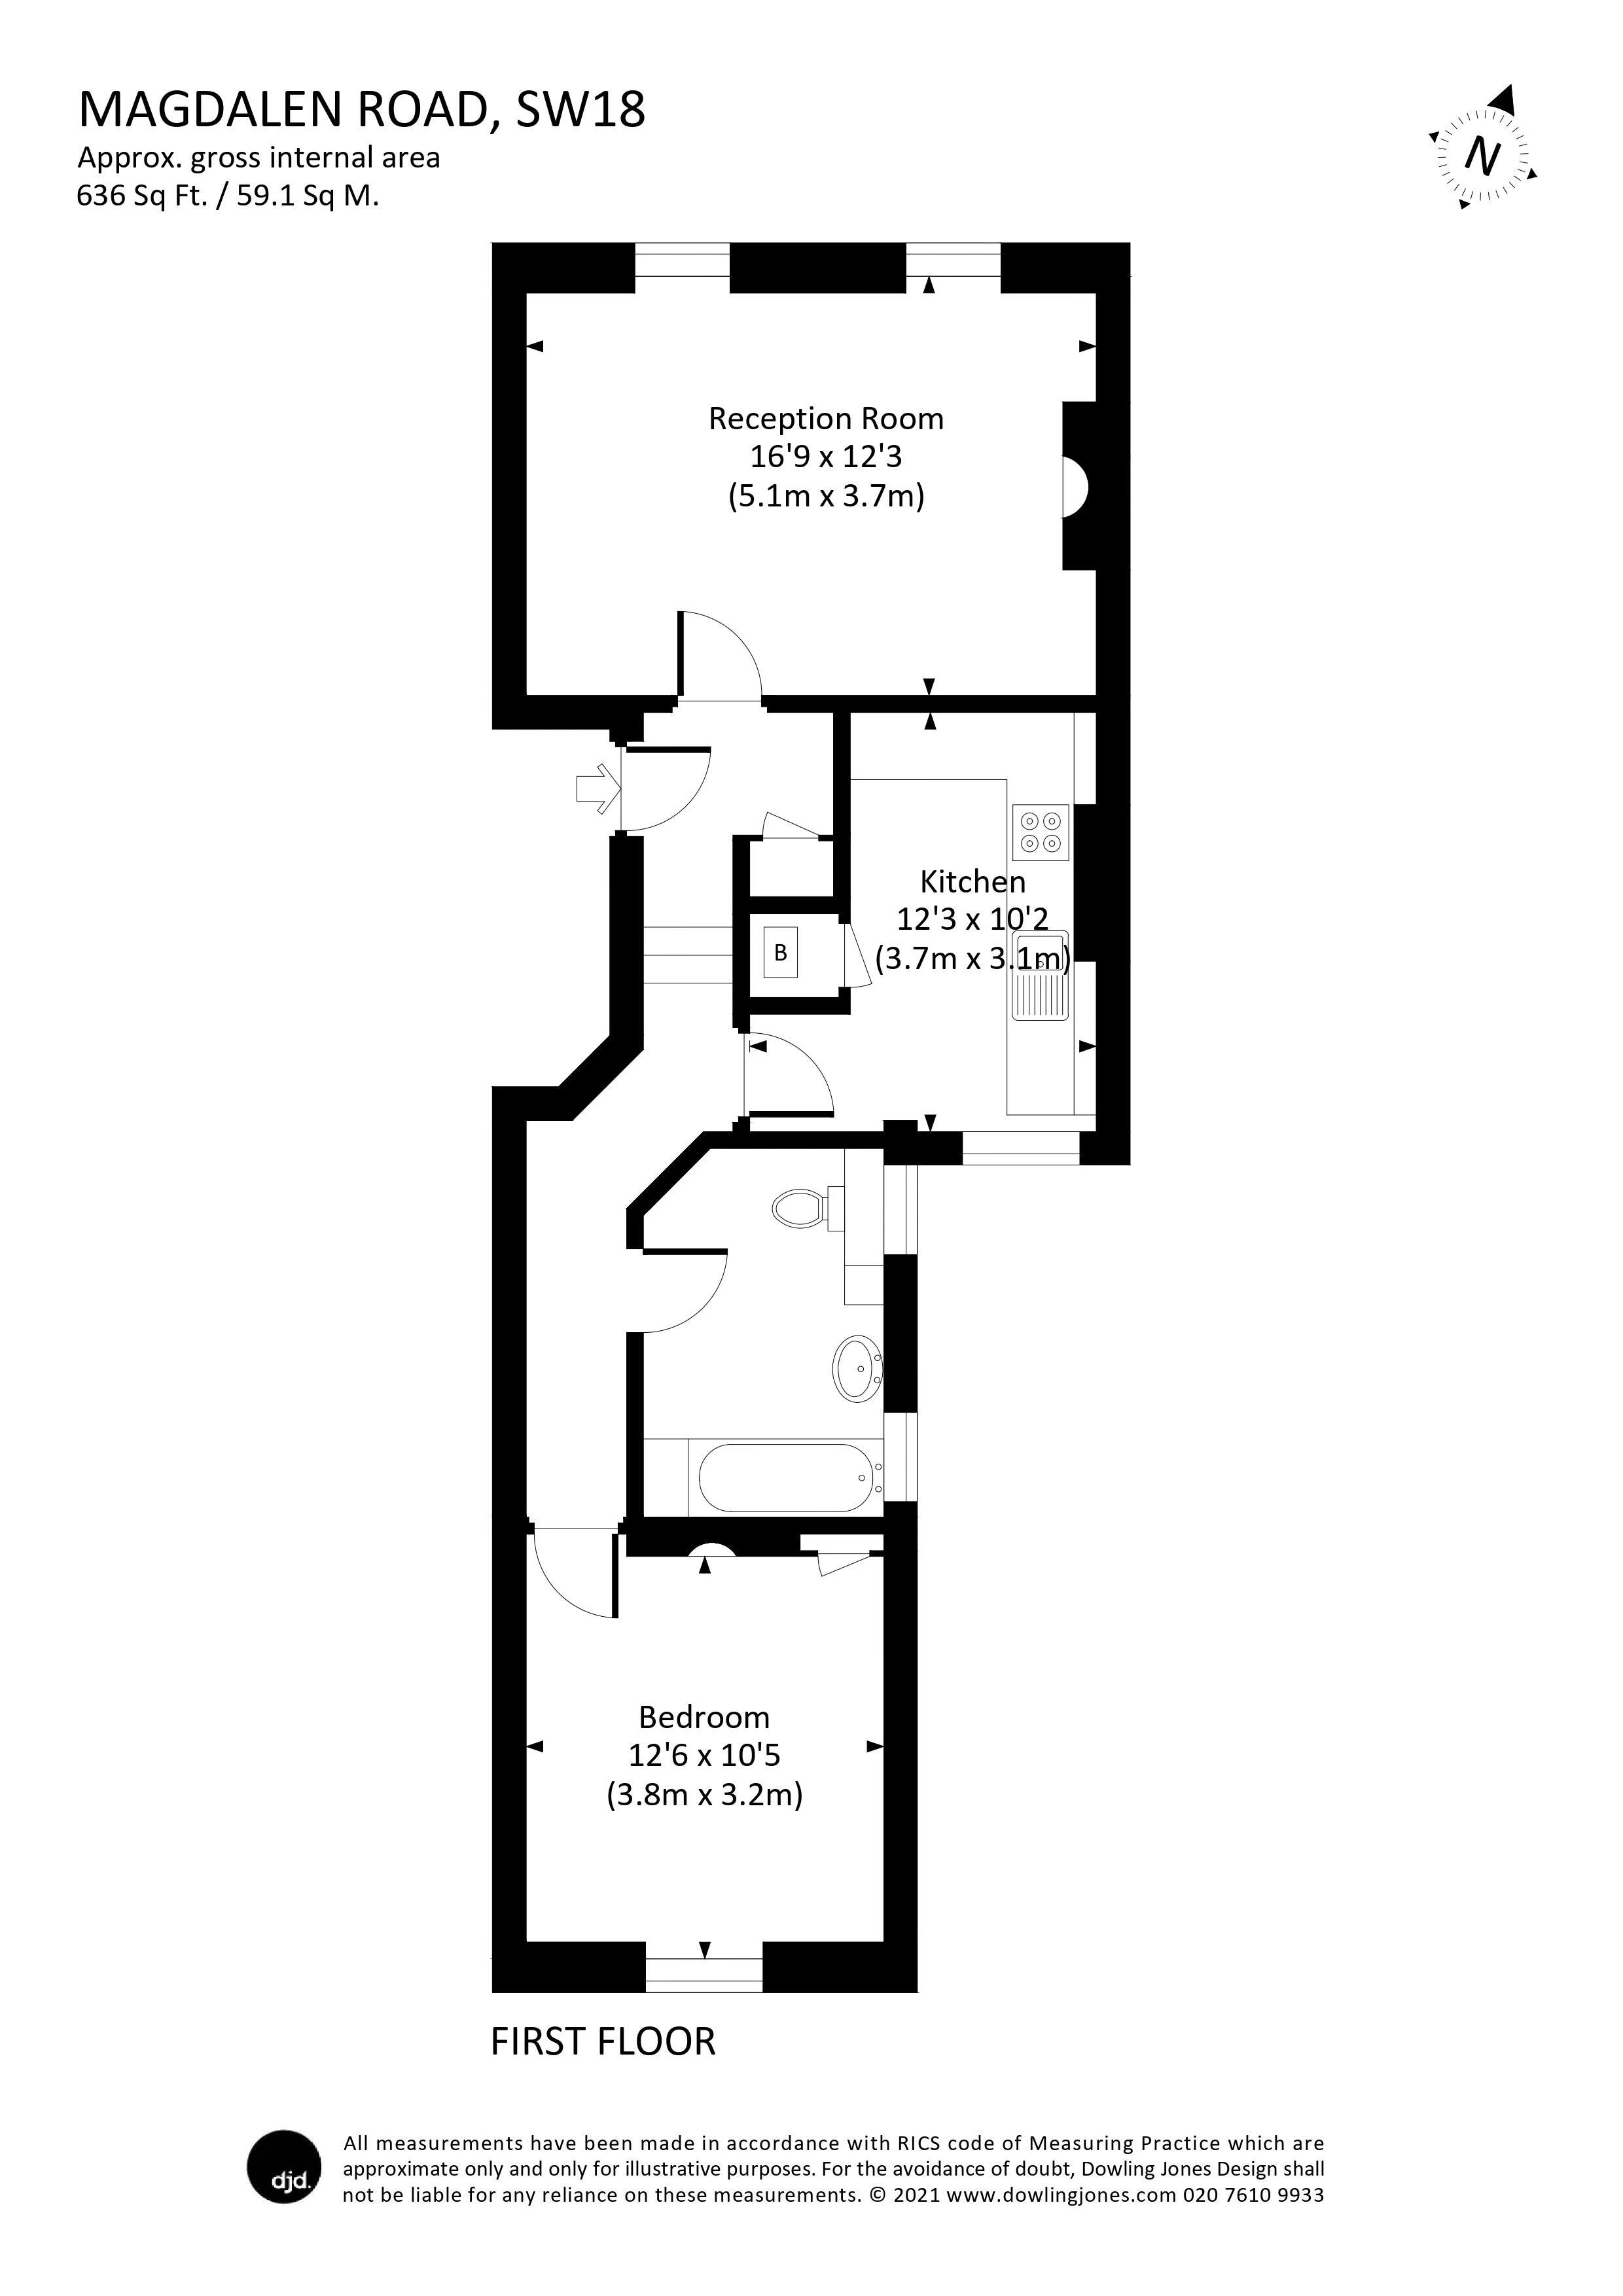 MAGDALEN ROAD, SW18
Approx. gross internal area
636 Sq Ft. / 59.1 Sq M.
N
Reception Room
16'9 x 12'3
(5.1m x 3.7m)
Kitchen
12'3 x 10'2
(3.7m x 3.1m)
B
Bedroom
12'6 x 10'5
(3.8m x 3.2m)
FIRST FLOOR
djd.
All measurements have been made in accordance with RICS code of Measuring Practice which are
approximate only and only for illustrative purposes. For the avoidance of doubt, Dowling Jones Design shall
not be liable for any reliance on these measurements. © 2021 www.dowlingjones.com 020 7610 9933